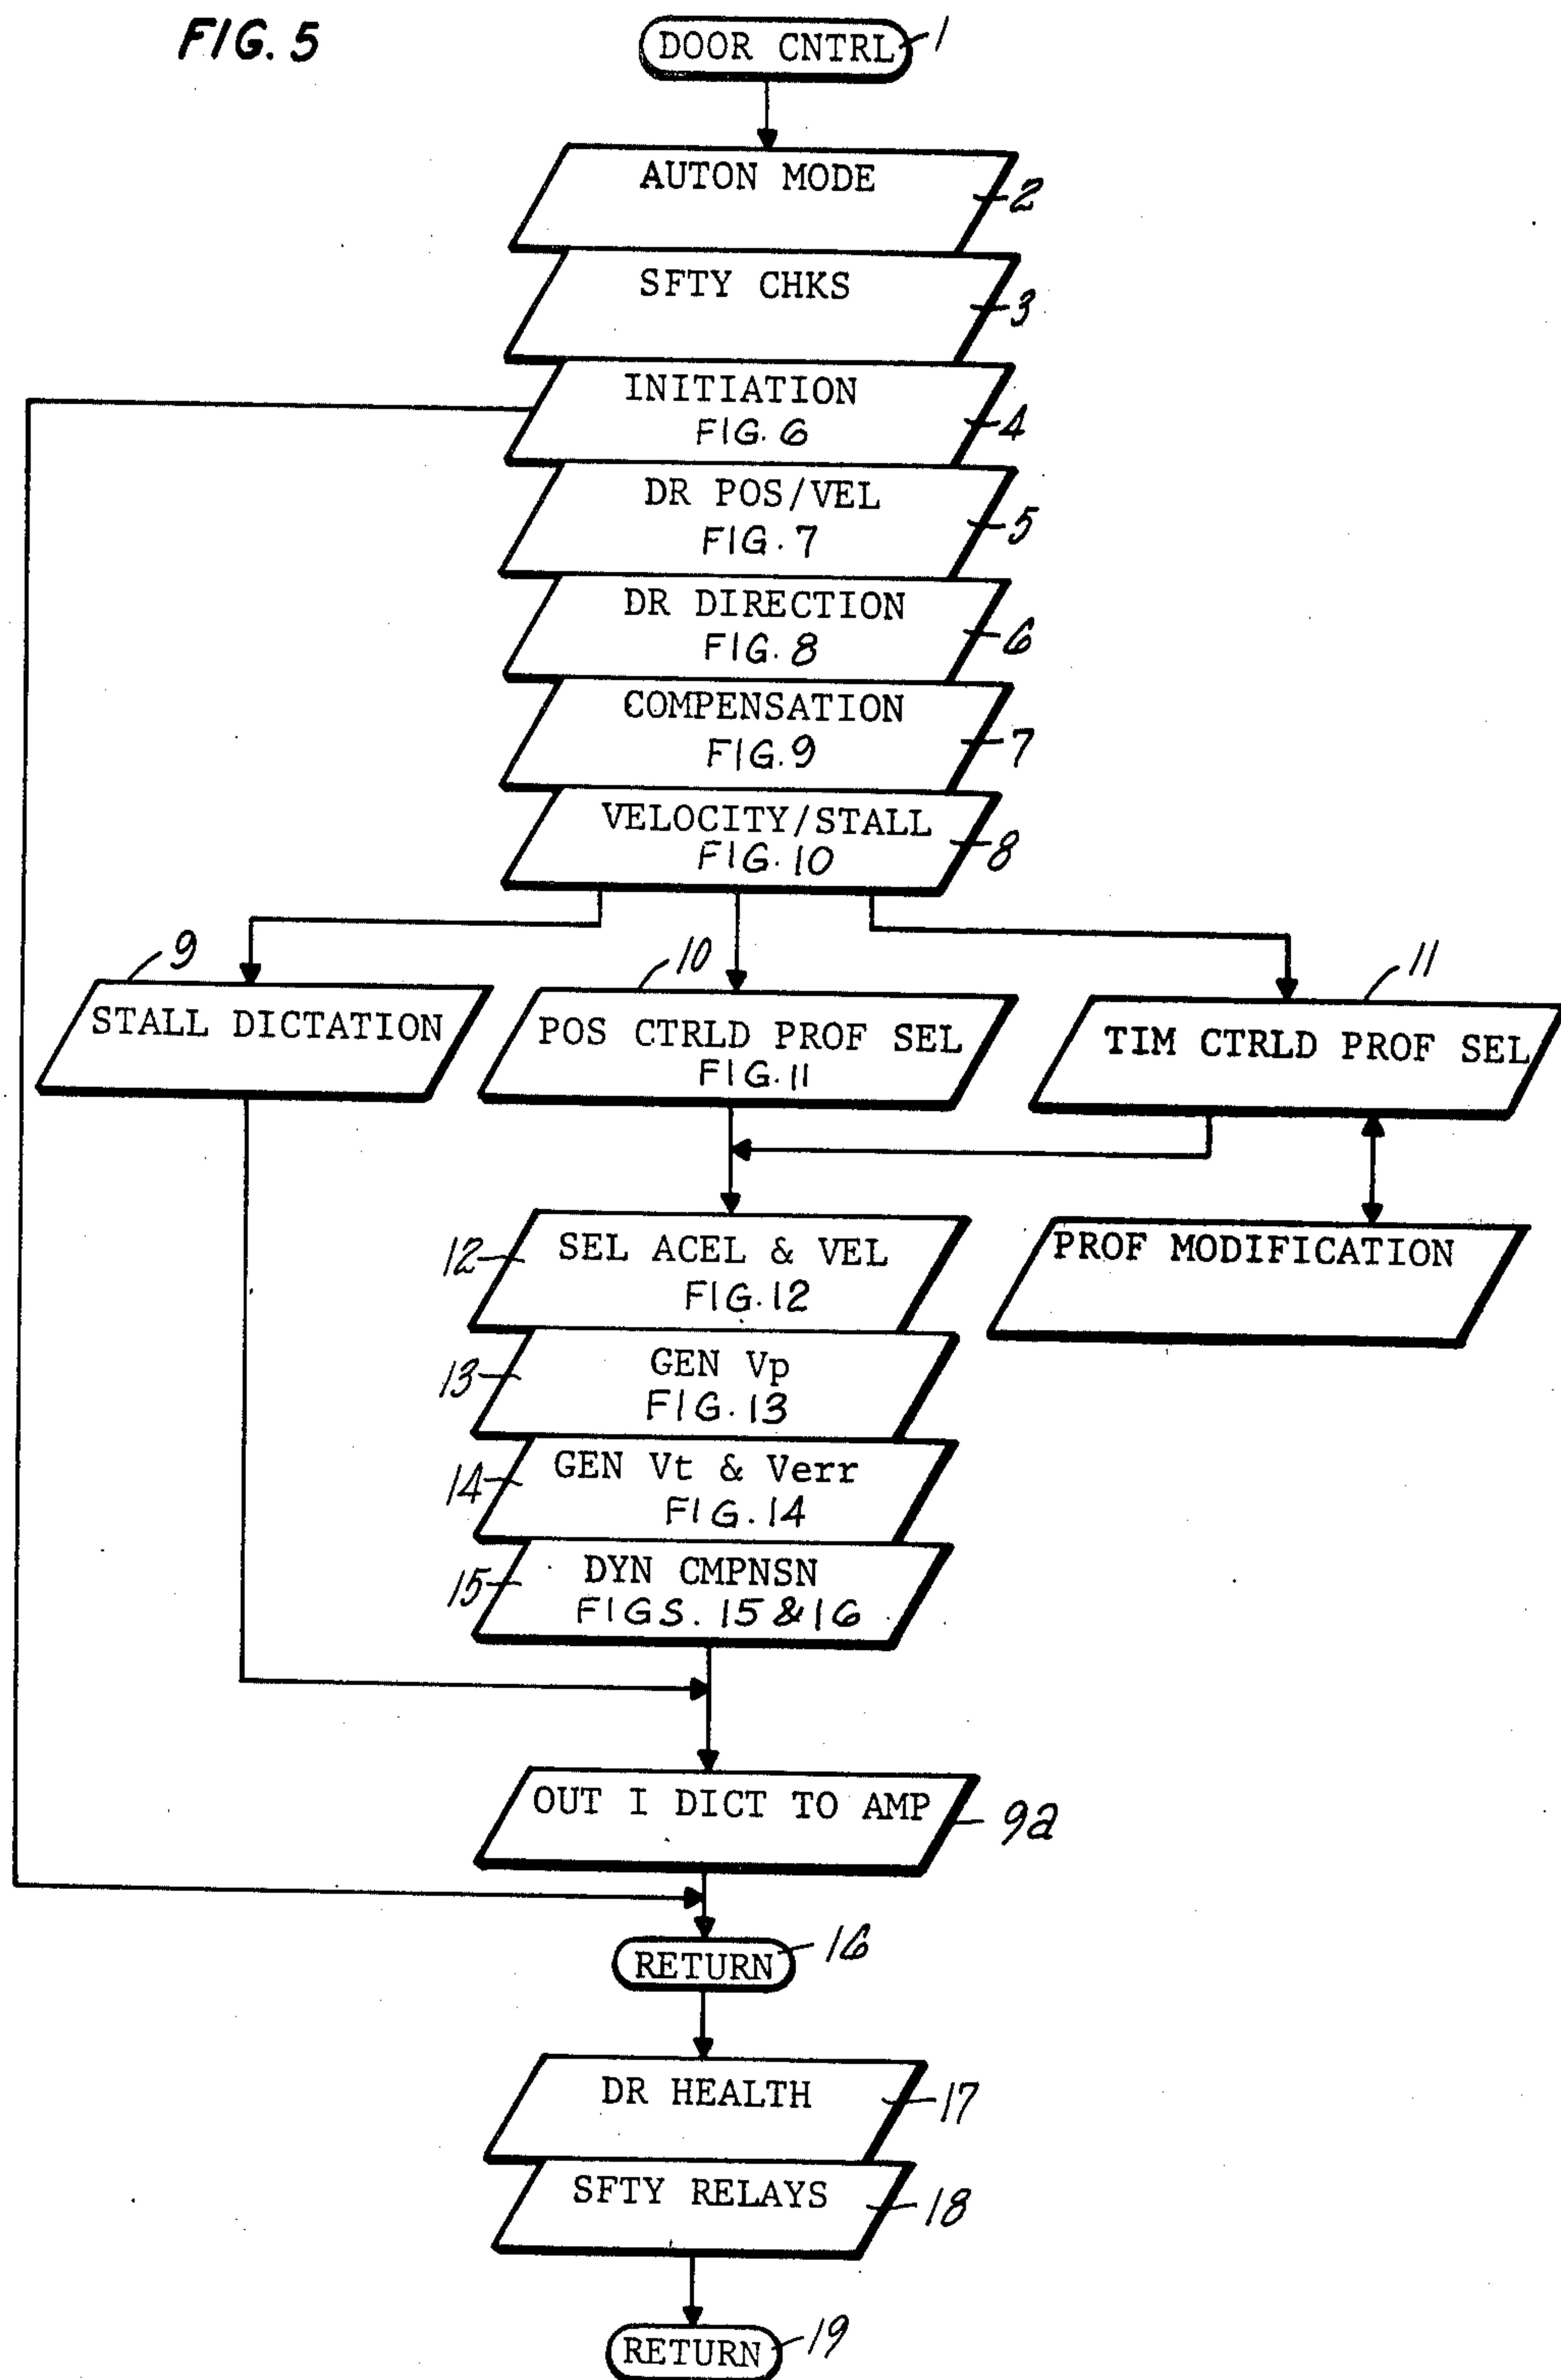 FIG. 5
DOOR CNTRL 1
AUTON MODE 2
SFTY CHKS 3
INITIATION
FIG. 6 4
DR POS/VEL
FIG. 7 5
DR DIRECTION
FIG. 8 6
COMPENSATION
FIG. 9 7
VELOCITY/STALL
FIG. 10 8
9 10 11
STALL DICTATION
POS CTRLD PROF SEL
FIG. 11
TIM CTRLD PROF SEL
PROF MODIFICATION
12 SEL ACEL & VEL
FIG. 12
13 GEN Vp
FIG. 13
14 GEN Vt & Verr
FIG. 14
15 DYN CMPNSN
FIGS. 15 & 16
OUT I DICT TO AMP 9a
RETURN 16
DR HEALTH 17
SFTY RELAYS 18
RETURN 19